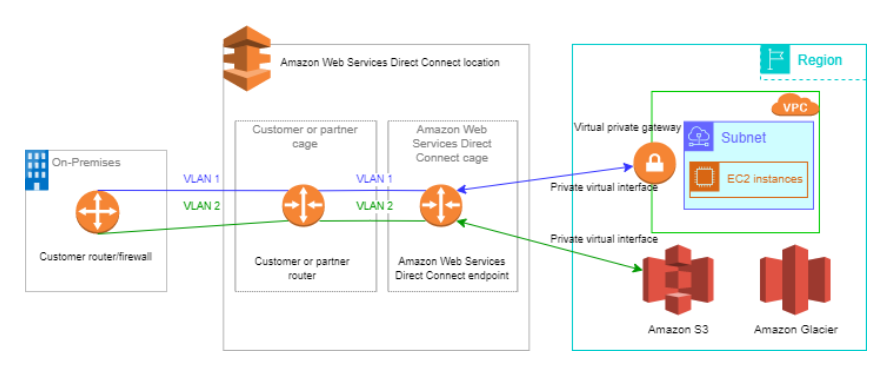 Amazon Web Services Direct Connect location
Region
VPC
Customer or partner
cage
Amazon Web
Services Direct
Connect cage
Virtual private gateway
Subnet
On-Premises
VLAN 1
VLAN 1
EC2 instances
Private virtual interface
VLAN 2
VLAN 2
Private virtual interface
Customer router/firewall
Customer or partner
router
Amazon Web Services
Direct Connect endpoint
Amazon S3
Amazon Glacier